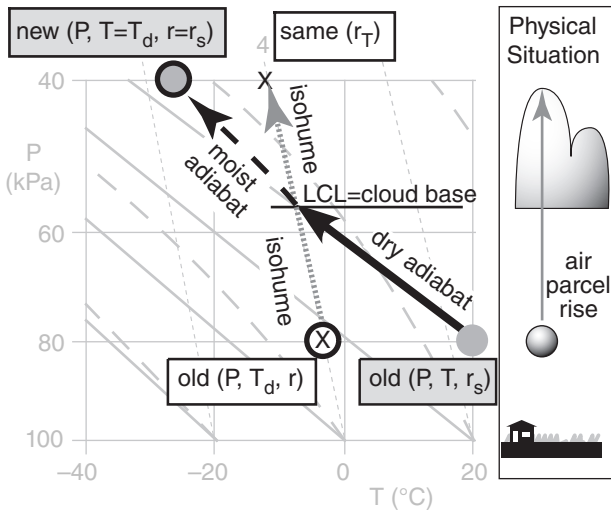 new (P, T=Td, r=rs)
same (rT)
Physical
Situation
4
X
40
isohume
P
(kPa)
moist
adiabat
LCL=cloud base
60
isohume
dry adiabat
air
parcel
rise
X
80
old (P, Td, r)
old (P, T, rs)
100
–40
–20
0
20
T (°C)